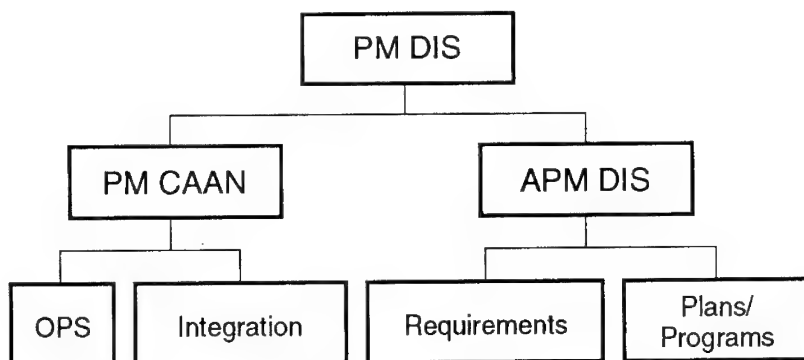 PM DIS
PM CAAN
APM DIS
OPS
Integration
Requirements
Plans/
Programs